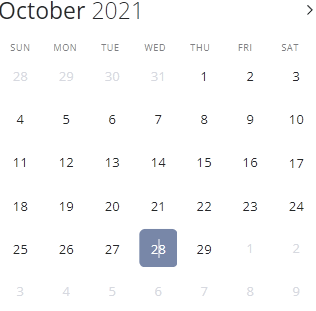 October 2021
SUN MON TUE WED THU FRI SAT
28 29 30 31 1 2 3
4 5 6 7 8 9 10
11 12 13 14 15 16 17
18 19 20 21 22 23 24
25 26 27 28 29 1 2
3 4 5 6 7 8 9